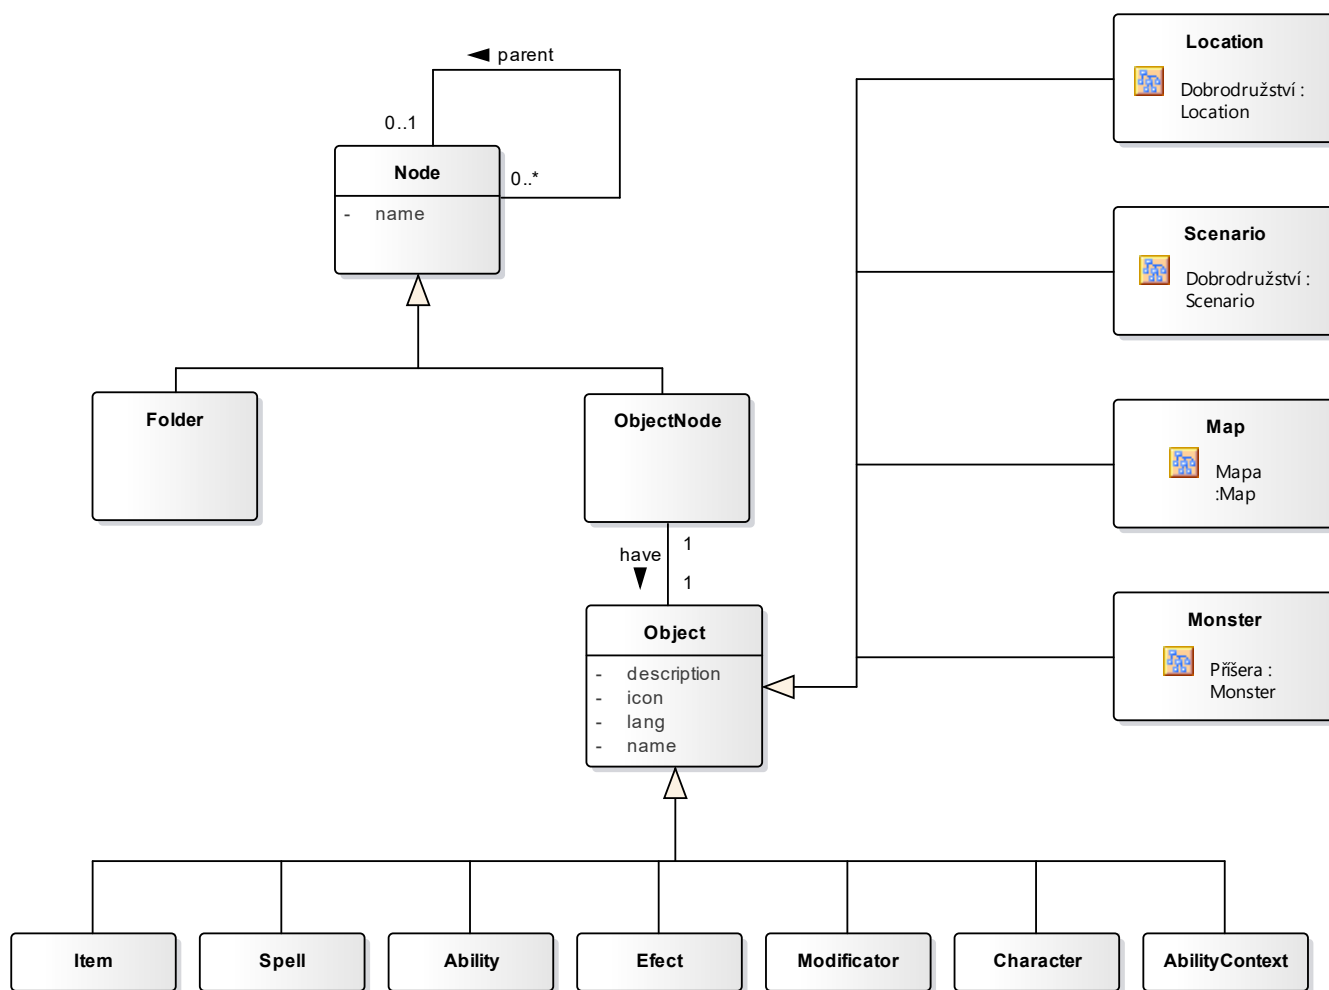 parent
0..1
Node
0..*
- name
Folder
ObjectNode
1
have
1
Object
- description
- icon
- lang
- name
Location
Dobrodružství :
Location
Scenario
Dobrodružství :
Scenario
Map
Mapa
:Map
Monster
Příšera :
Monster
Item
Spell
Ability
Efect
Modificator
Character
AbilityContext